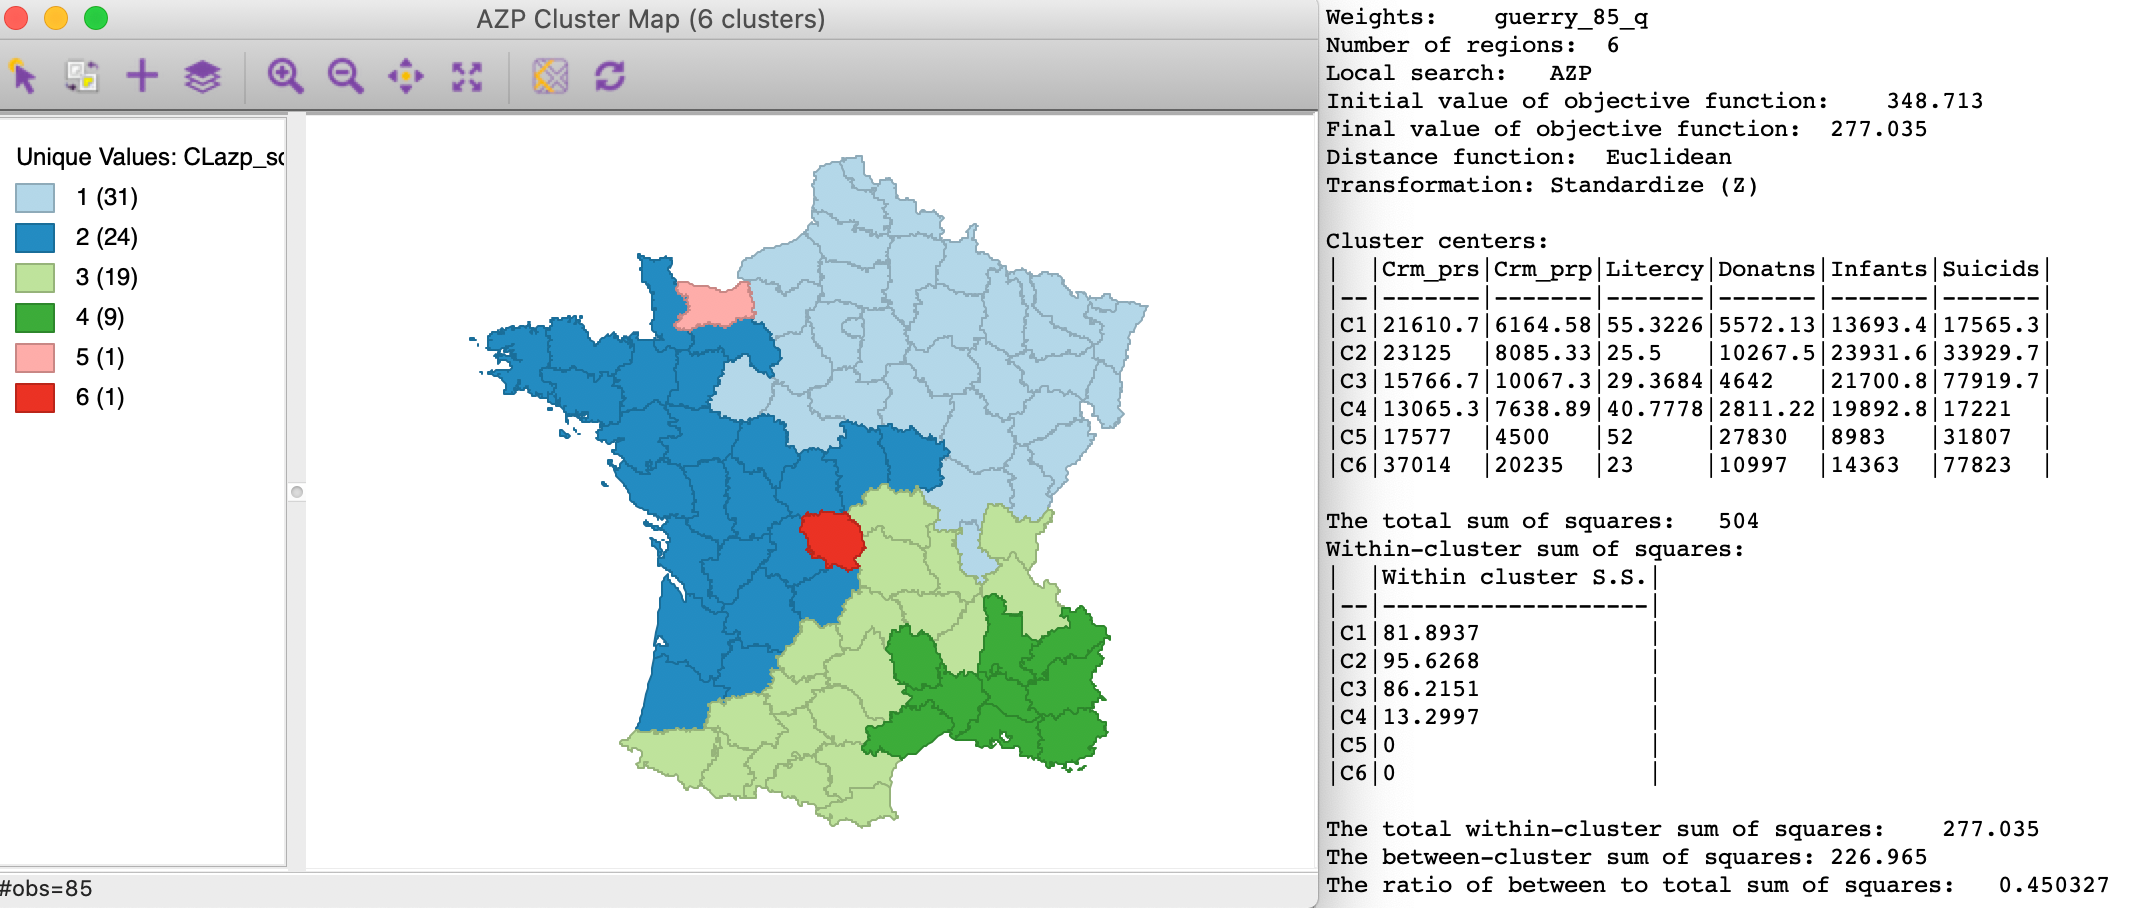 AZP Cluster Map (6 clusters)
Unique Values: CLazp_sc
1 (31)
2 (24)
3 (19)
4 (9)
5 (1)
6 (1)
#obs=85
Weights: guerry_85_q
Number of regions: 6
Local search: AZP
Initial value of objective function: 348.713
Final value of objective function: 277.035
Distance function: Euclidean
Transformation: Standardize (Z)
Cluster centers:
| |Crm_prs|Crm_prp|Litercy|Donatns|Infants|Suicids|
|--|-------|-------|-------|-------|-------|-------|
|C1|21610.7|6164.58|55.3226|5572.13|13693.4|17565.3|
|C2|23125 |8085.33|25.5 |10267.5|23931.6|33929.7|
|C3|15766.7|10067.3|29.3684|4642 |21700.8|77919.7|
|C4|13065.3|7638.89|40.7778|2811.22|19892.8|17221 |
|C5|17577 |4500 |52 |27830 |8983 |31807 |
|C6|37014 |20235 |23 |10997 |14363 |77823 |
The total sum of squares: 504
Within-cluster sum of squares:
| |Within cluster S.S.|
|--|-------------------|
|C1|81.8937 |
|C2|95.6268 |
|C3|86.2151 |
|C4|13.2997 |
|C5|0 |
|C6|0 |
The total within-cluster sum of squares: 277.035
The between-cluster sum of squares: 226.965
The ratio of between to total sum of squares: 0.450327